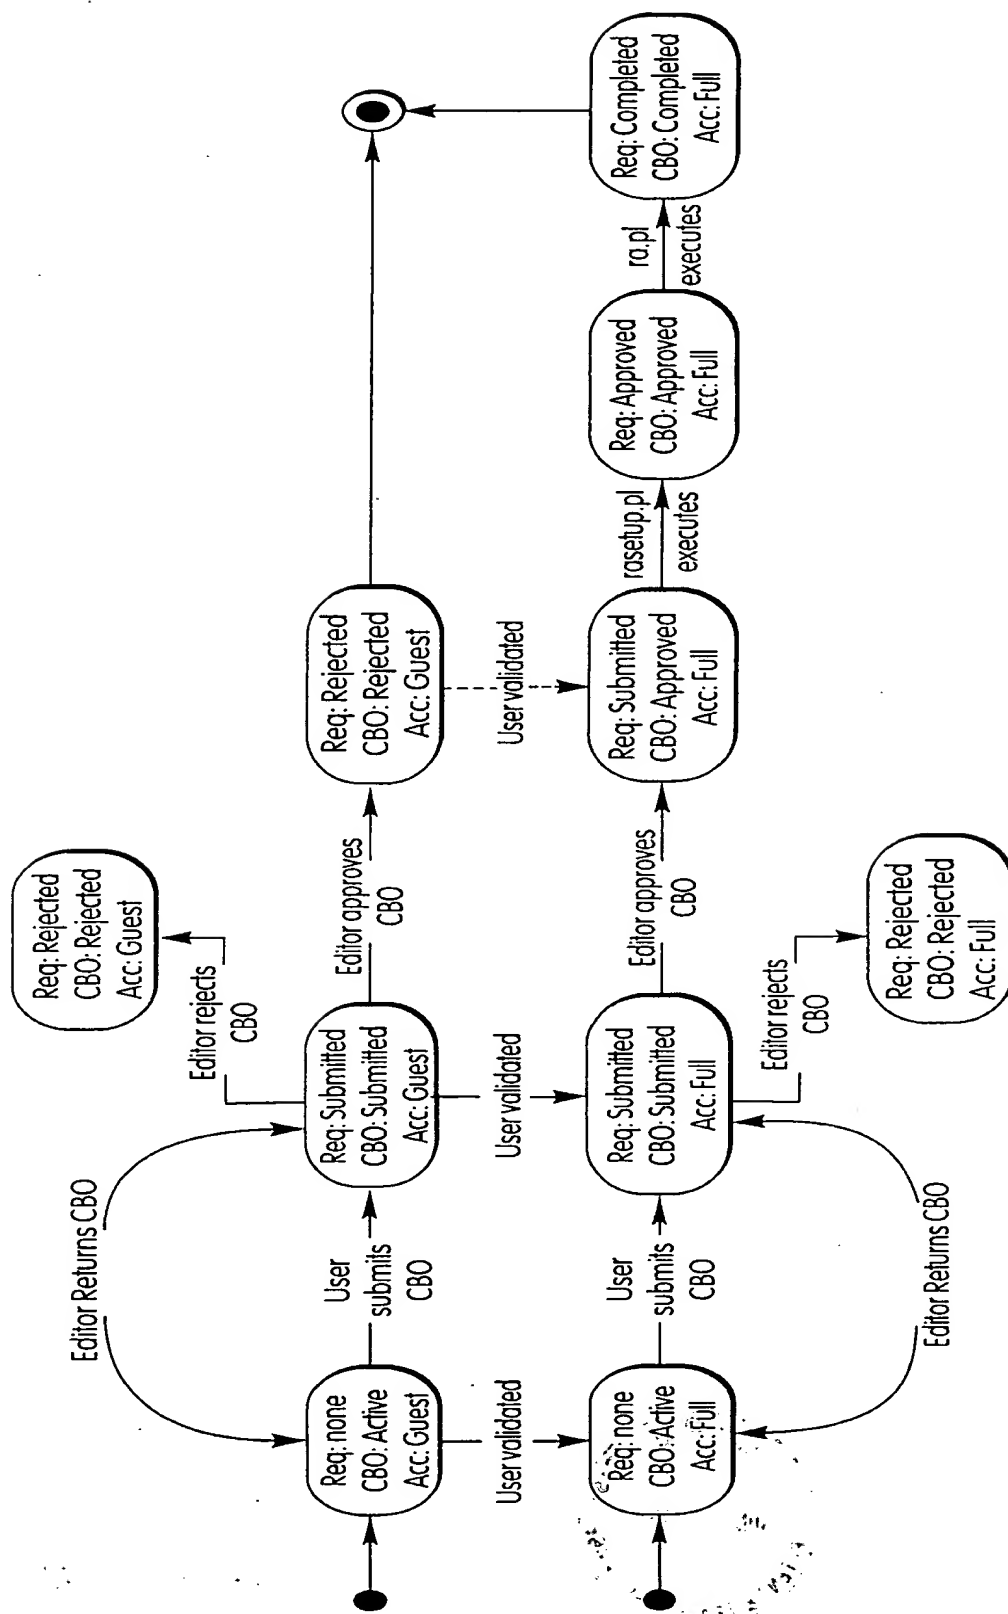 Editor Returns CBO
Editor rejects
CBO
Req: Rejected
CBO: Rejected
Acc: Guest
Req: none
CBO: Active
Acc: Guest
User
submits
CBO
Req: Submitted
CBO: Submitted
Acc: Guest
Editor approves
CBO
Req: Rejected
CBO: Rejected
Acc: Guest
User validated
User validated
User validated
Req: none
CBO: Active
Acc: Full
User
submits
CBO
Req: Submitted
CBO: Submitted
Acc: Full
Editor approves
CBO
Req: Submitted
CBO: Approved
Acc: Full
rasetup.pl
executes
Req: Approved
CBO: Approved
Acc: Full
ra.pl
executes
Req: Completed
CBO: Completed
Acc: Full
Editor rejects
CBO
Req: Rejected
CBO: Rejected
Acc: Full
Editor Returns CBO